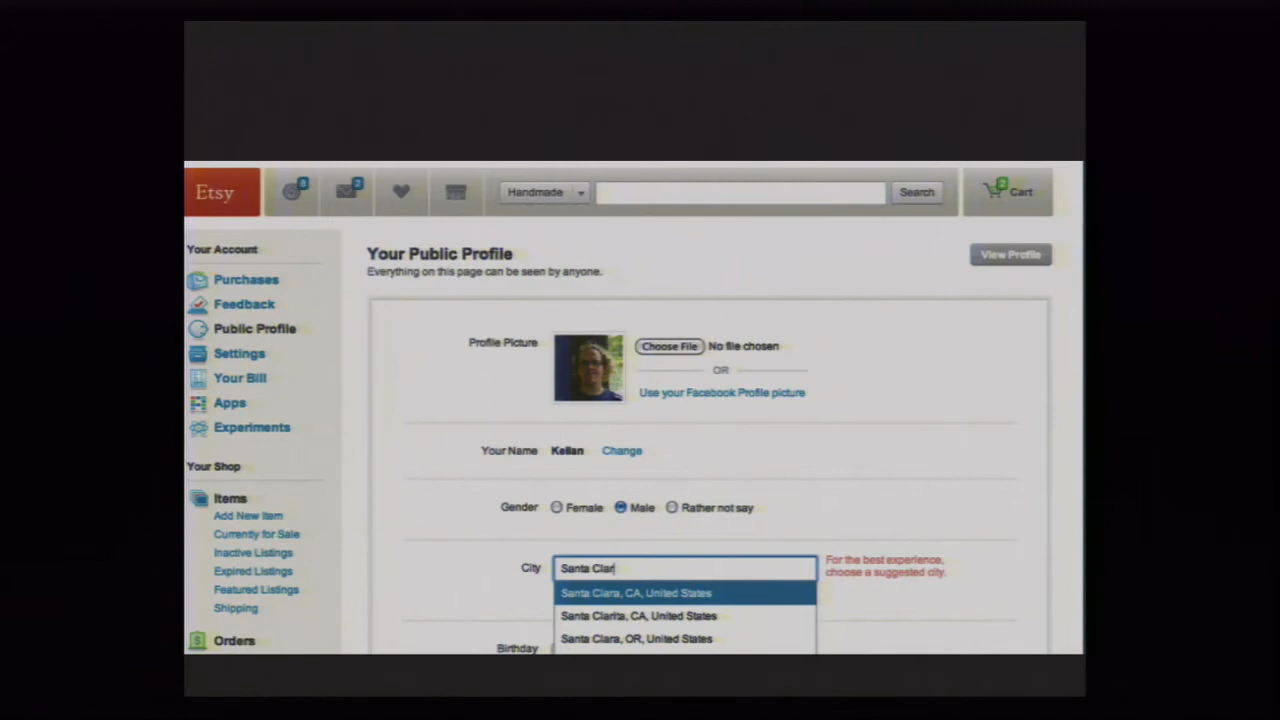 Etsy
8
2
Handmade
Search
2
Cart
Your Account
Purchases
Feedback
Public Profile
Settings
Your Bill
Apps
Experiments
Your Shop
Items
Add New Item
Currently for Sale
Inactive Listings
Expired Listings
Featured Listings
Shipping
Orders
Your Public Profile
Everything on this page can be seen by anyone.
View Profile
Profile Picture
Choose File No file chosen
OR
Use your Facebook Profile picture
Your Name Kellan Change
Gender Female Male Rather not say
City Santa Clar
For the best experience,
choose a suggested city.
Santa Clara, CA, United States
Santa Clarita, CA, United States
Santa Clara, OR, United States
Birthday